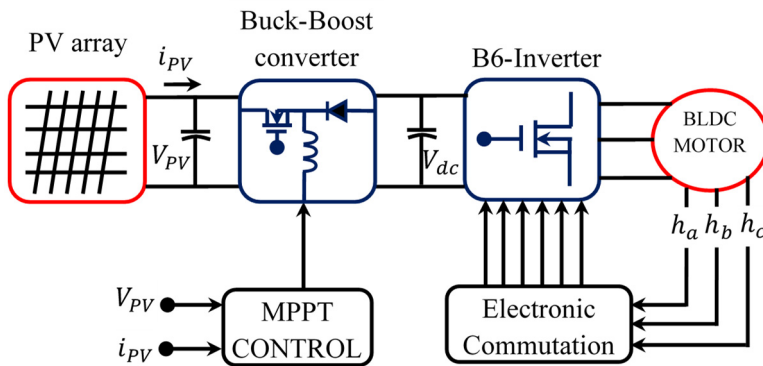 PV array
Buck-Boost
converter
B6-Inverter
i_PV
V_PV
V_dc
BLDC
MOTOR
h_a h_b h_c
V_PV
i_PV
MPPT
CONTROL
Electronic
Commutation